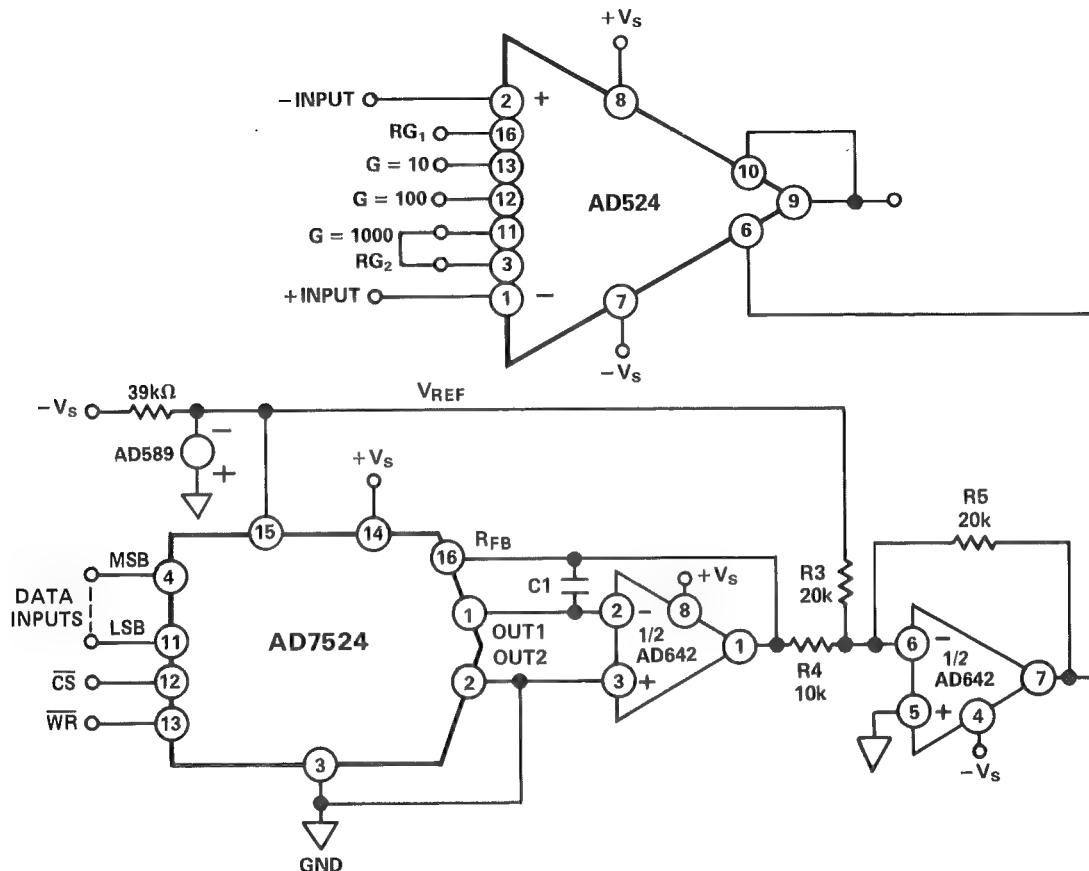 +VS
−INPUT
2
+
8
RG1
16
G = 10
13
10
G = 100
12
AD524
9
G = 1000
11
6
RG2
3
+INPUT
1
−
7
−VS
39kΩ
VREF
−VS
−
AD589
+
+VS
R5
20k
15
14
16
RFB
MSB
4
C1
+VS
R3
20k
DATA
INPUTS
1
2
−
8
LSB
11
AD7524
OUT1
OUT2
1/2
AD642
1
6
−
1/2
AD642
7
R4
10k
CS
12
2
3
+
5
+
4
WR
13
−VS
3
GND